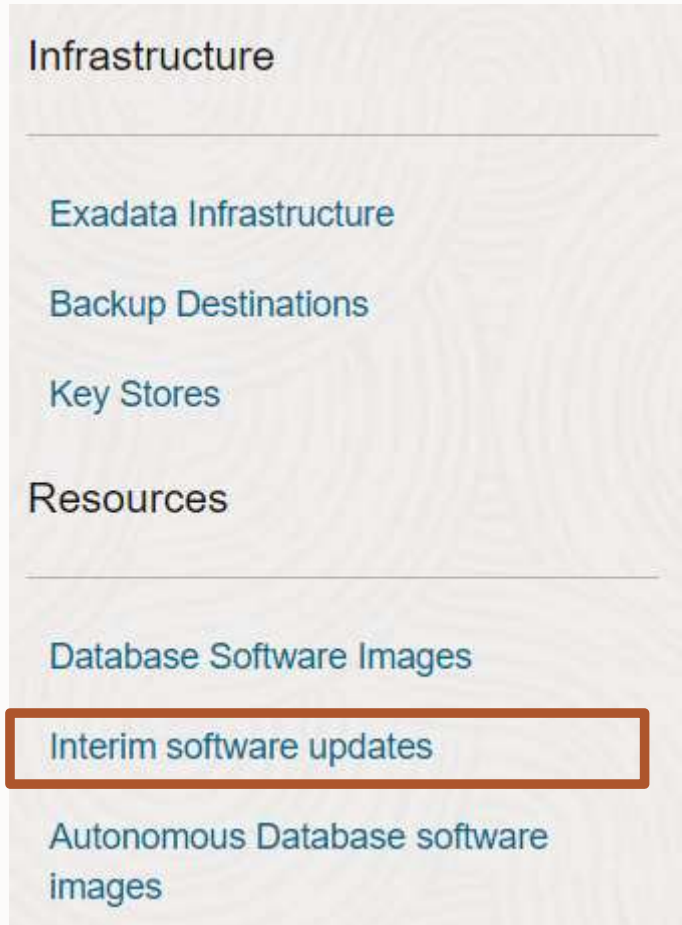 Infrastructure
Exadata Infrastructure
Backup Destinations
Key Stores
Resources
Database Software Images
Interim software updates
Autonomous Database software
images